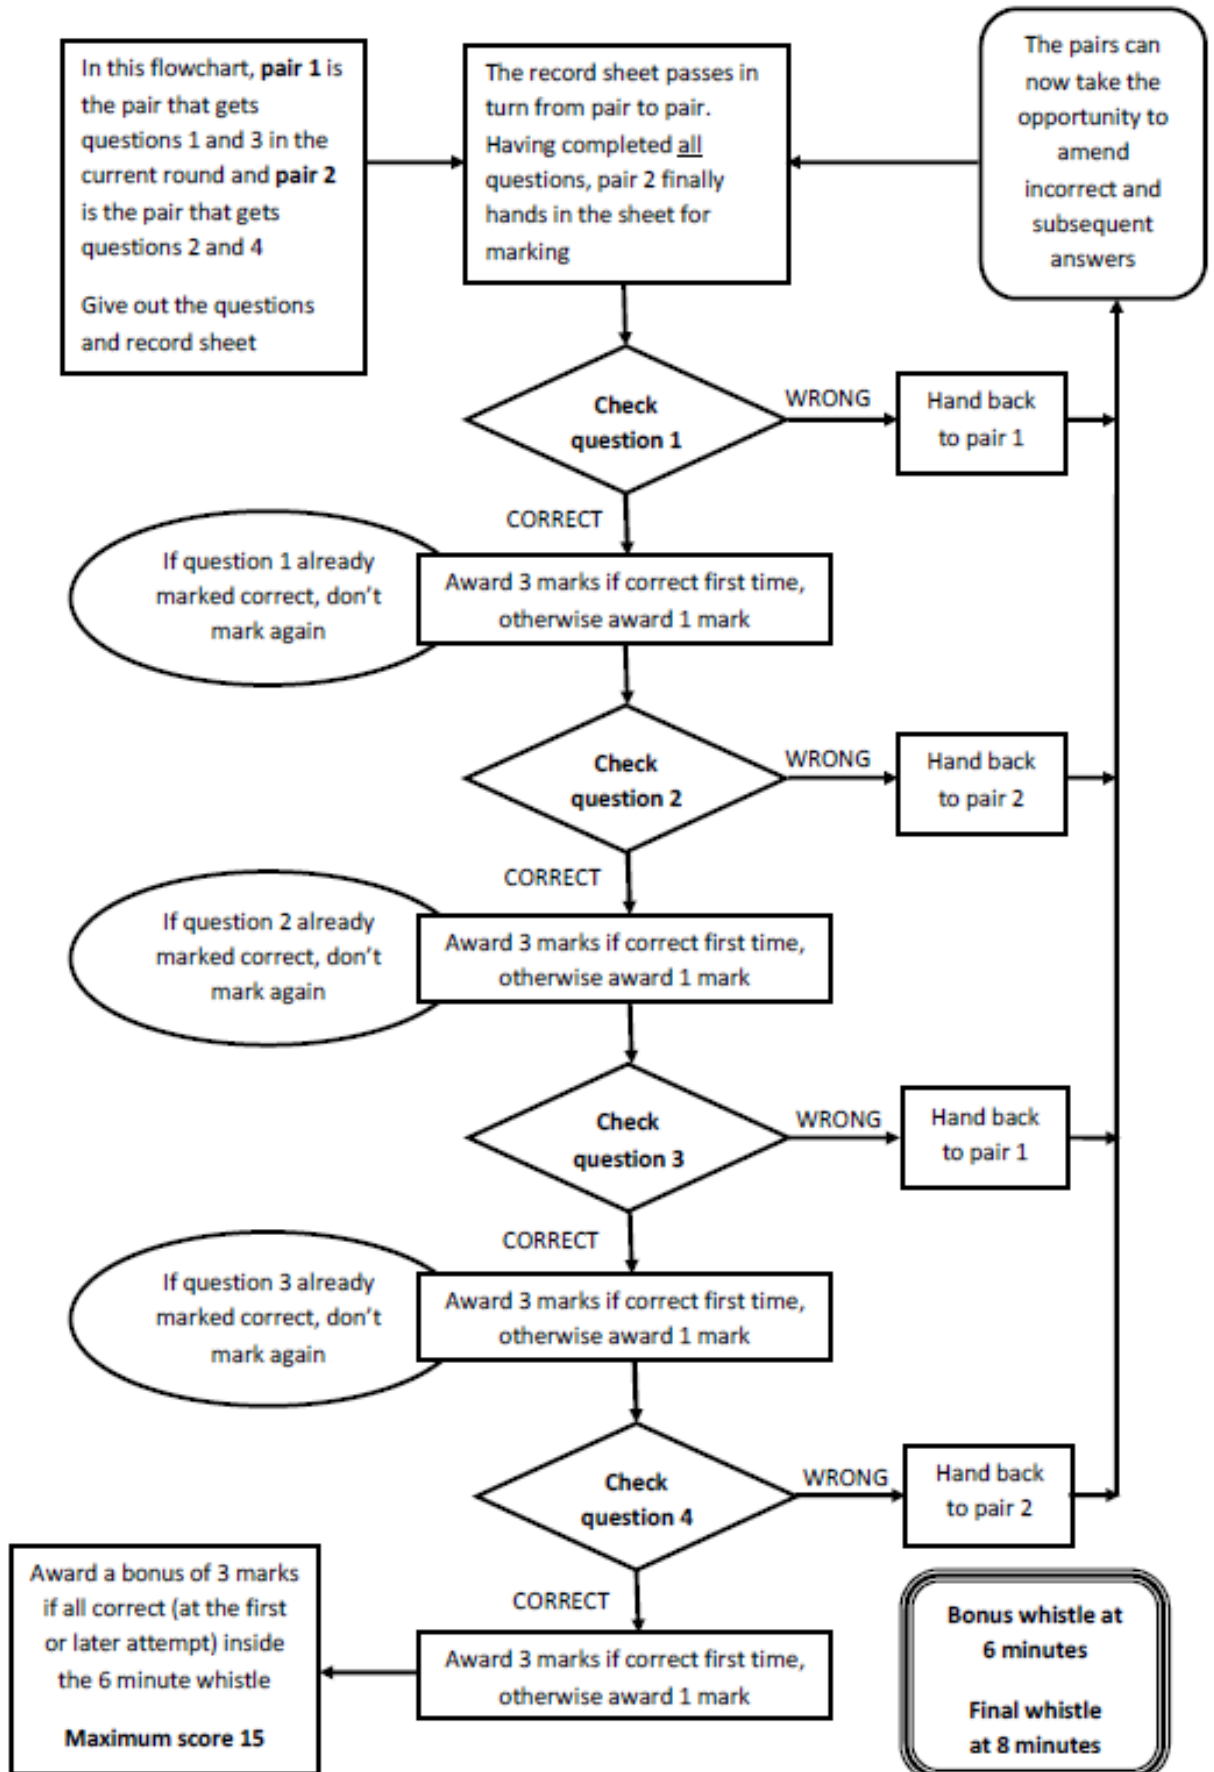 In this flowchart, pair 1 is
the pair that gets
questions 1 and 3 in the
current round and pair 2
is the pair that gets
questions 2 and 4
Give out the questions
and record sheet
The record sheet passes in
turn from pair to pair.
Having completed all
questions, pair 2 finally
hands in the sheet for
marking
The pairs can
now take the
opportunity to
amend
incorrect and
subsequent
answers
Check
question 1
WRONG
Hand back
to pair 1
CORRECT
If question 1 already
marked correct, don't
mark again
Award 3 marks if correct first time,
otherwise award 1 mark
Check
question 2
WRONG
Hand back
to pair 2
CORRECT
If question 2 already
marked correct, don't
mark again
Award 3 marks if correct first time,
otherwise award 1 mark
Check
question 3
WRONG
Hand back
to pair 1
CORRECT
If question 3 already
marked correct, don't
mark again
Award 3 marks if correct first time,
otherwise award 1 mark
Check
question 4
WRONG
Hand back
to pair 2
CORRECT
Award 3 marks if correct first time,
otherwise award 1 mark
Award a bonus of 3 marks
if all correct (at the first
or later attempt) inside
the 6 minute whistle
Maximum score 15
Bonus whistle at
6 minutes
Final whistle
at 8 minutes